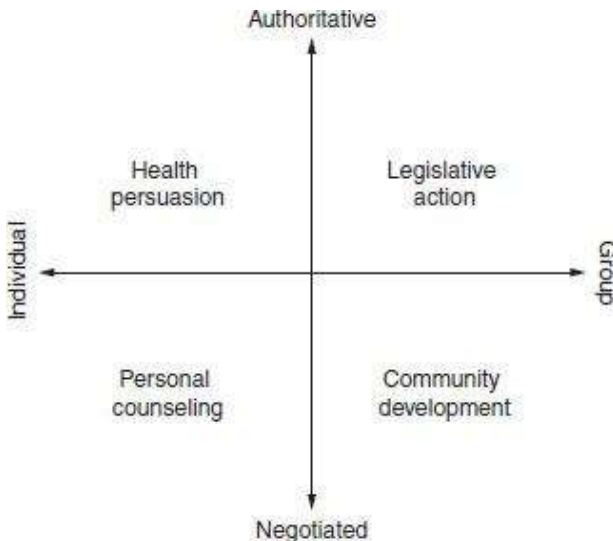 Authoritative
Health
persuasion
Legislative
action
Individual
Group
Personal
counseling
Community
development
Negotiated